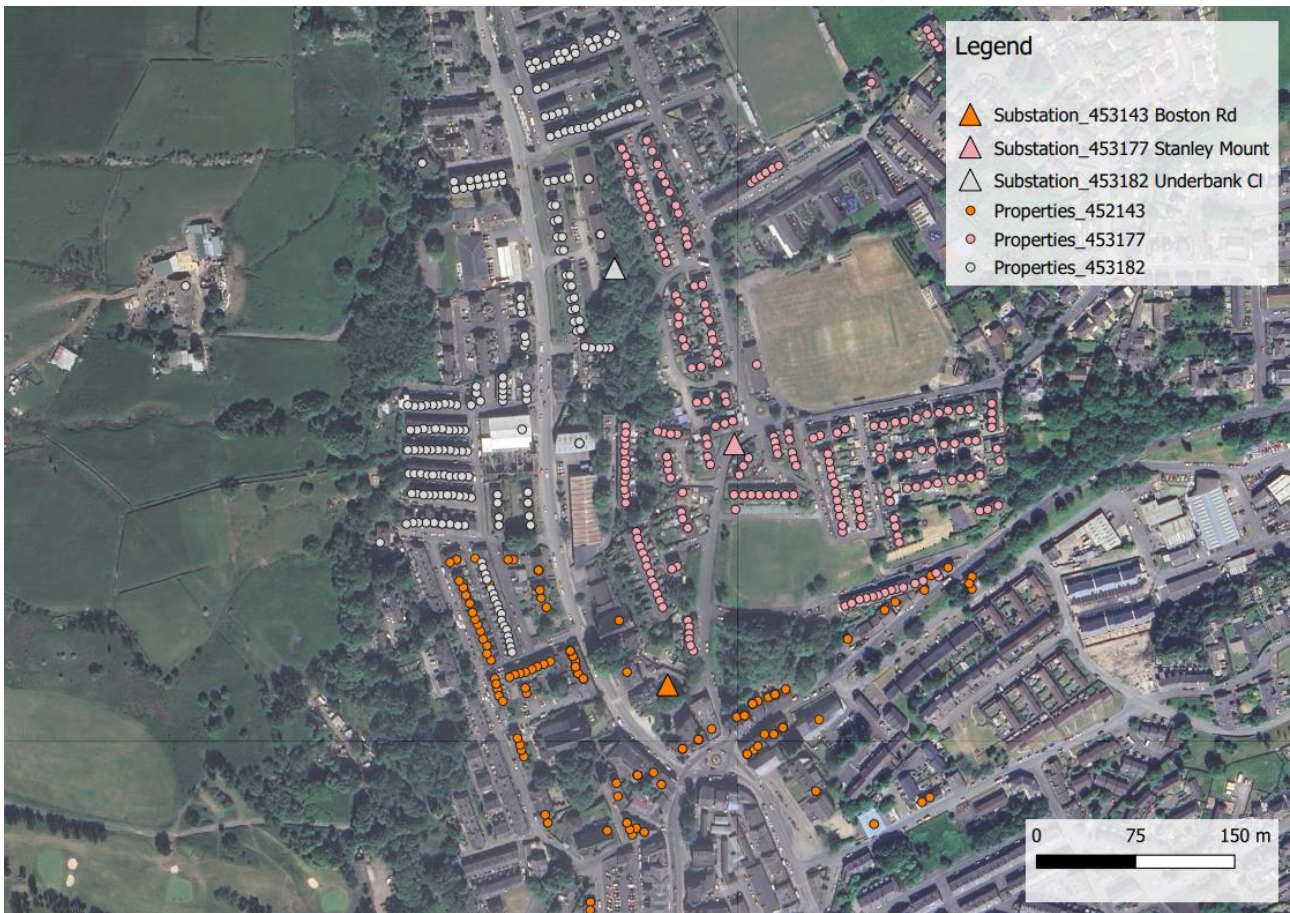 Legend
Substation_453143 Boston Rd
Substation_453177 Stanley Mount
Substation_453182 Underbank Cl
Properties_452143
Properties_453177
Properties_453182
0 75 150 m